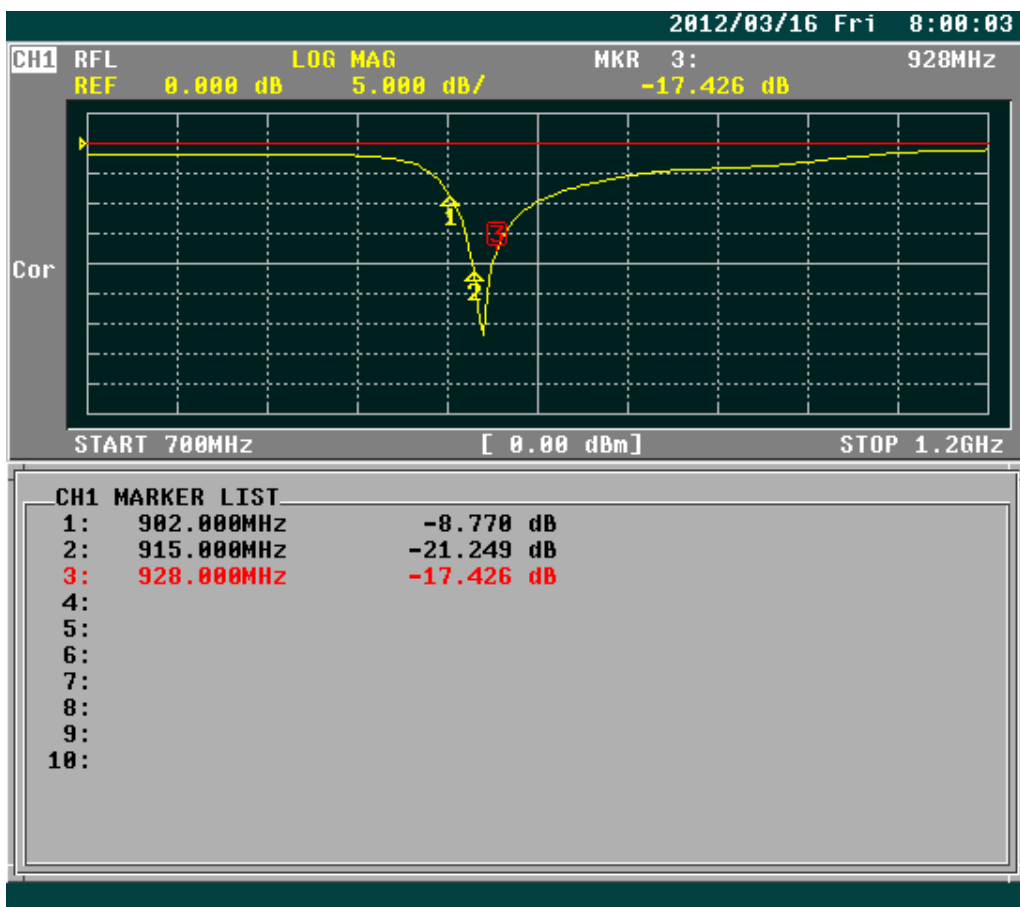 2012/03/16 Fri 8:00:03
CH1 RFL LOG MAG MKR 3: 928MHz
REF 0.000 dB 5.000 dB/ -17.426 dB
1
3
Cor
2
START 700MHz [ 0.00 dBm] STOP 1.2GHz
CH1 MARKER LIST
1: 902.000MHz -8.770 dB
2: 915.000MHz -21.249 dB
3: 928.000MHz -17.426 dB
4:
5:
6:
7:
8:
9:
10: